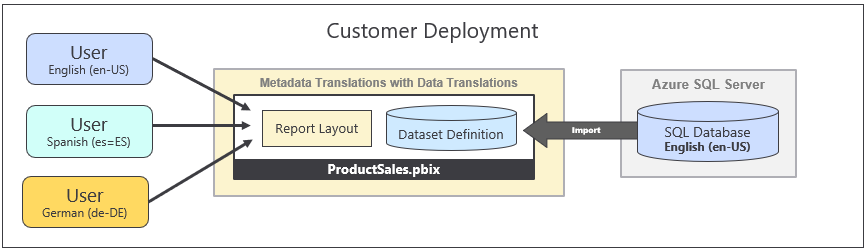 Customer Deployment
User
English (en-US)
User
Spanish (es=ES)
User
German (de-DE)
Metadata Translations with Data Translations
Report Layout
Dataset Definition
ProductSales.pbix
Import
Azure SQL Server
SQL Database
English (en-US)